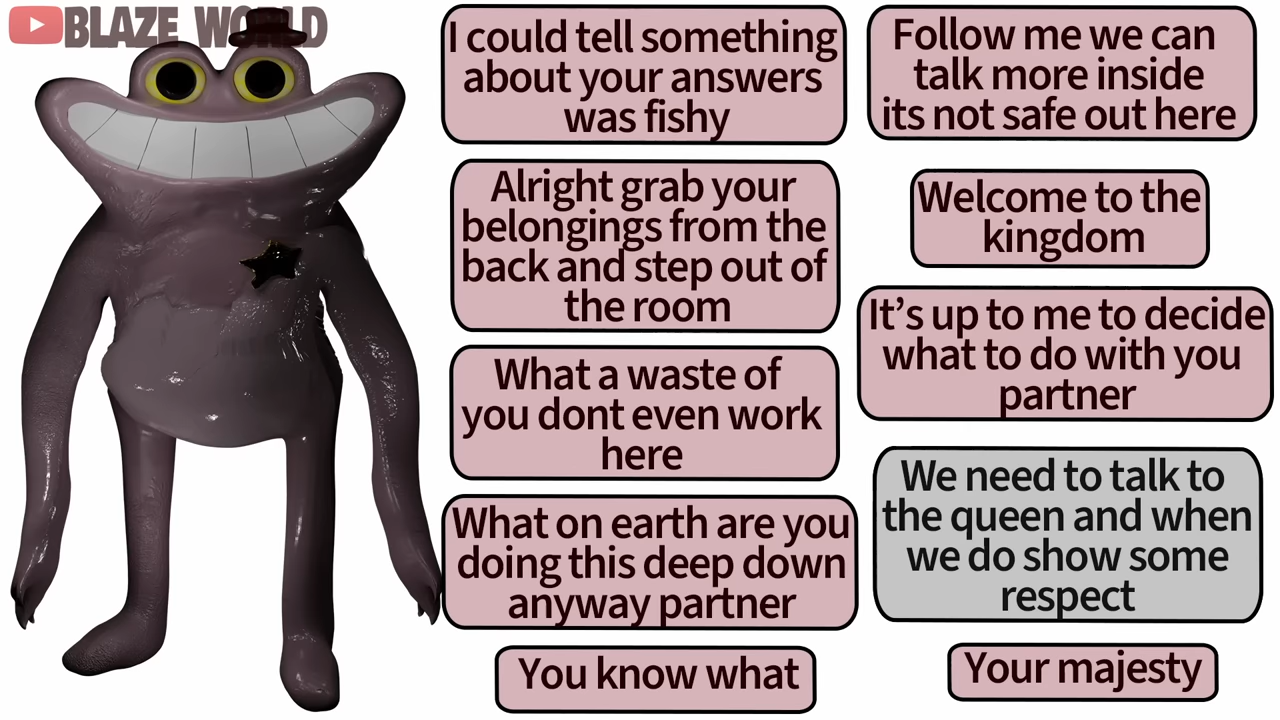 BLAZE WORLD
I could tell something
about your answers
was fishy
Alright grab your
belongings from the
back and step out of
the room
What a waste of
you dont even work
here
What on earth are you
doing this deep down
anyway partner
You know what
Follow me we can
talk more inside
its not safe out here
Welcome to the
kingdom
It’s up to me to decide
what to do with you
partner
We need to talk to
the queen and when
we do show some
respect
Your majesty